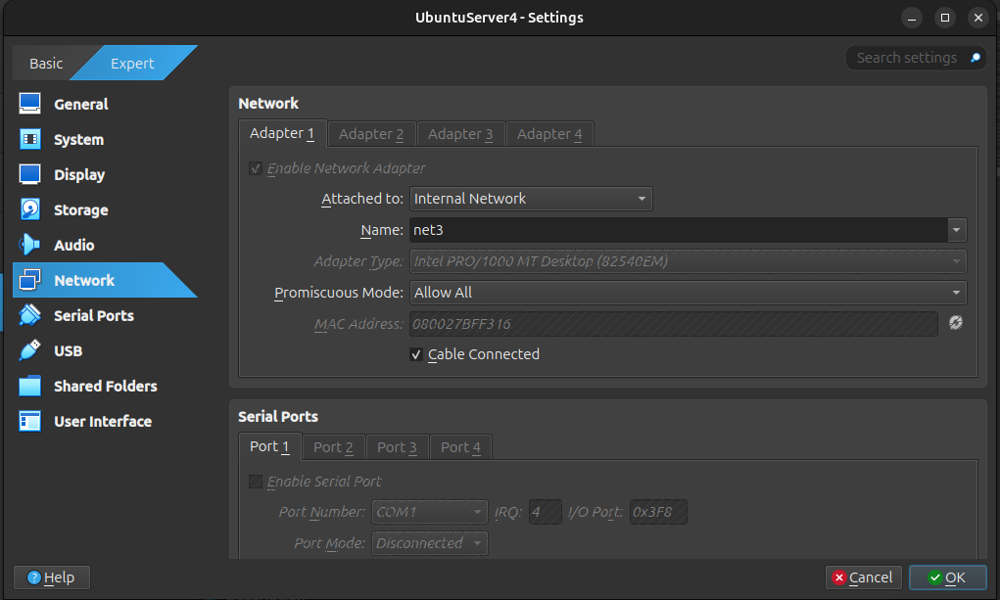 UbuntuServer4 - Settings
Basic Expert Search settings
General
System
Display
Storage
Audio
Network
Serial Ports
USB
Shared Folders
User Interface
Network
Adapter 1 Adapter 2 Adapter 3 Adapter 4
Enable Network Adapter
Attached to: Internal Network
Name: net3
Adapter Type: Intel PRO/1000 MT Desktop (82540EM)
Promiscuous Mode: Allow All
MAC Address: 080027BFF316
Cable Connected
Serial Ports
Port 1 Port 2 Port 3 Port 4
Enable Serial Port
Port Number: COM1 IRQ: 4 I/O Port: 0x3F8
Port Mode: Disconnected
Help Cancel OK